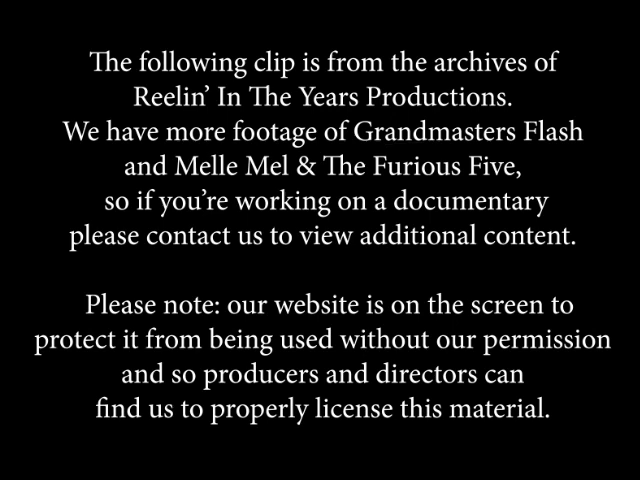 The following clip is from the archives of
Reelin’ In The Years Productions.
We have more footage of Grandmasters Flash
and Melle Mel & The Furious Five,
so if you’re working on a documentary
please contact us to view additional content.
Please note: our website is on the screen to
protect it from being used without our permission
and so producers and directors can
find us to properly license this material.